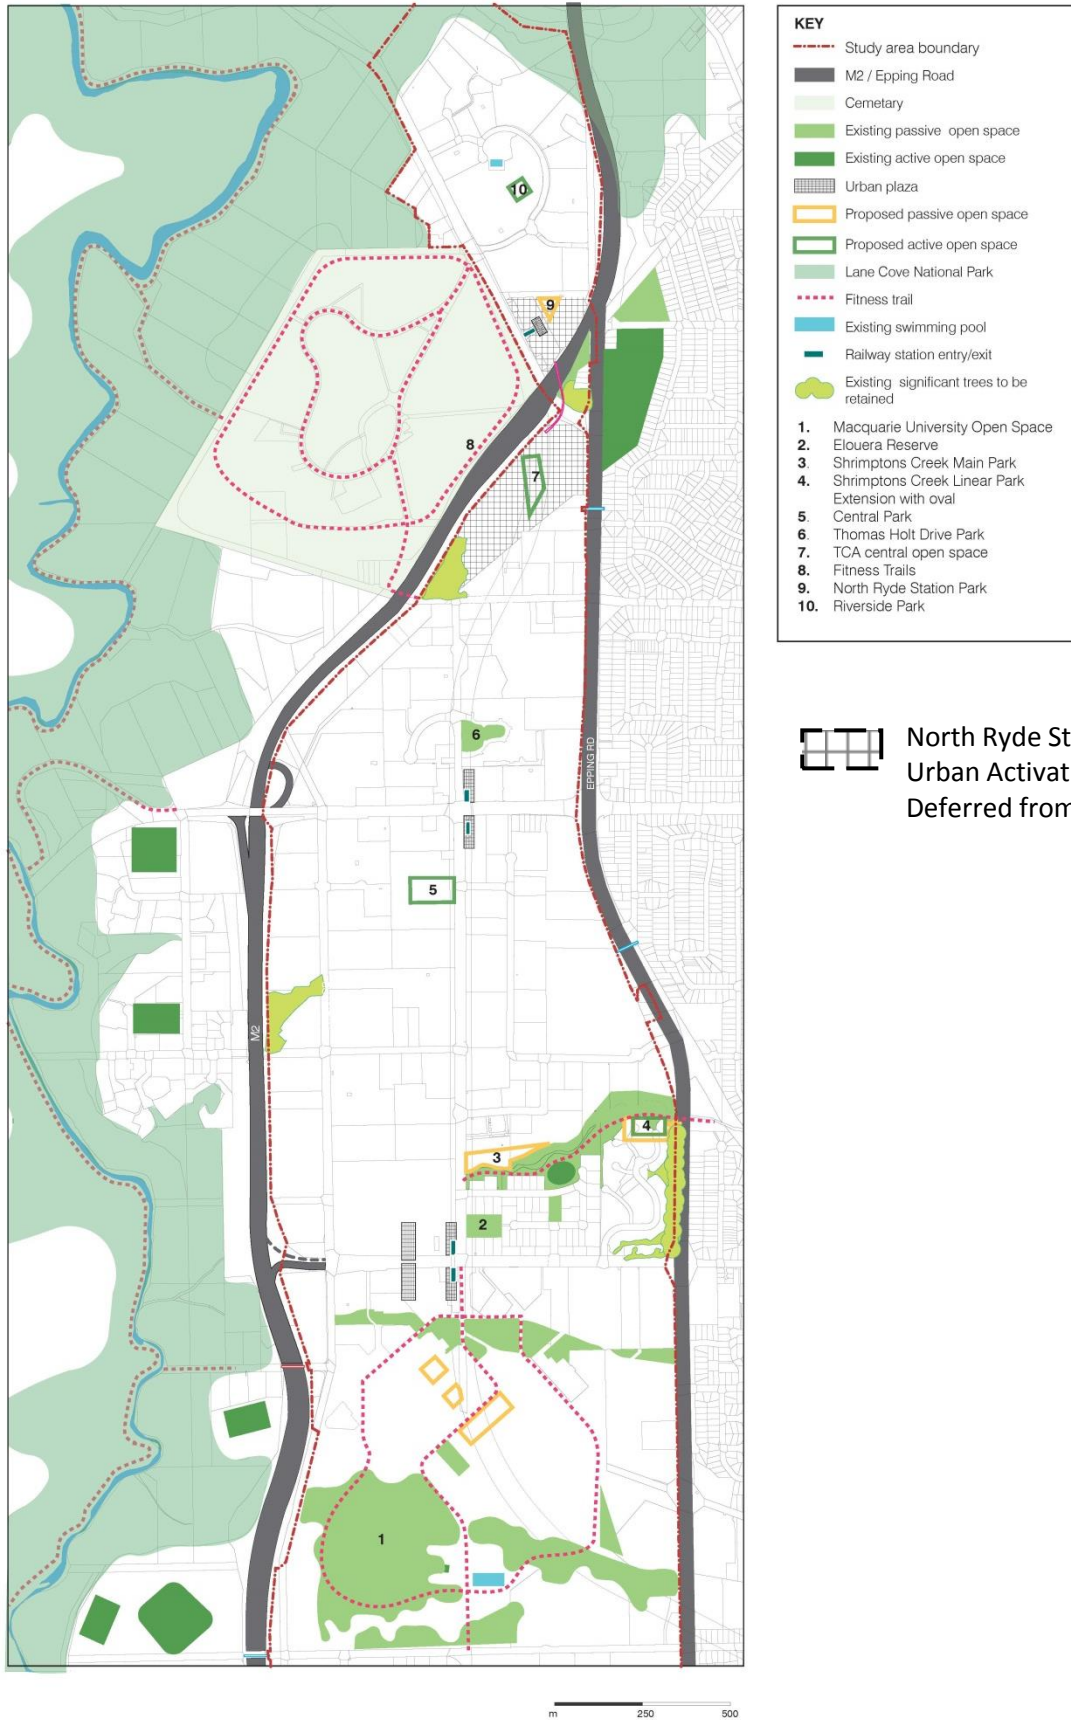 10
9
8
7
6
EPPING RD
5
M2
4
3
2
1
m 250 500
KEY
Study area boundary
M2 / Epping Road
Cemetary
Existing passive open space
Existing active open space
Urban plaza
Proposed passive open space
Proposed active open space
Lane Cove National Park
Fitness trail
Existing swimming pool
Railway station entry/exit
Existing significant trees to be
retained
1. Macquarie University Open Space
2. Elouera Reserve
3. Shrimptons Creek Main Park
4. Shrimptons Creek Linear Park
Extension with oval
5. Central Park
6. Thomas Holt Drive Park
7. TCA central open space
8. Fitness Trails
9. North Ryde Station Park
10. Riverside Park
North Ryde St
Urban Activat
Deferred from